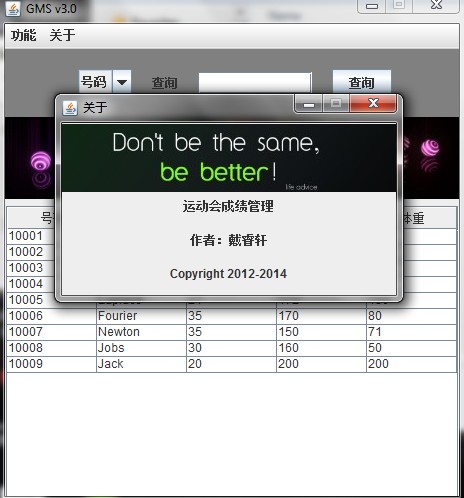 GMS v3.0
功能 关于
号码 查询 查询
关于
Don't be the same,
be better!
life advice
运动会成绩管理
作者：戴睿轩
Copyright 2012-2014
号 体重
10001
10002
10003
10004
10005
10006 Fourier 35 170 80
10007 Newton 35 150 71
10008 Jobs 30 160 50
10009 Jack 20 200 200